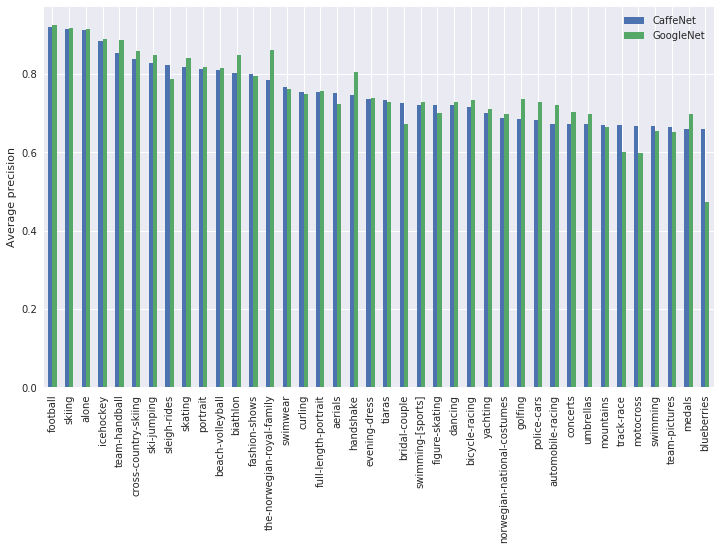 CaffeNet
GoogleNet
Average precision
0.8
0.6
0.4
0.2
0.0
football
skiing
alone
icehockey
team-handball
cross-country-skiing
ski-jumping
sleigh-rides
skating
portrait
beach-volleyball
biathlon
fashion-shows
the-norwegian-royal-family
swimwear
curling
full-length-portrait
aerials
handshake
evening-dress
tiaras
bridal-couple
swimming-[sports]
figure-skating
dancing
bicycle-racing
yachting
norwegian-national-costumes
golfing
police-cars
automobile-racing
concerts
umbrellas
mountains
track-race
motocross
swimming
team-pictures
medals
blueberries